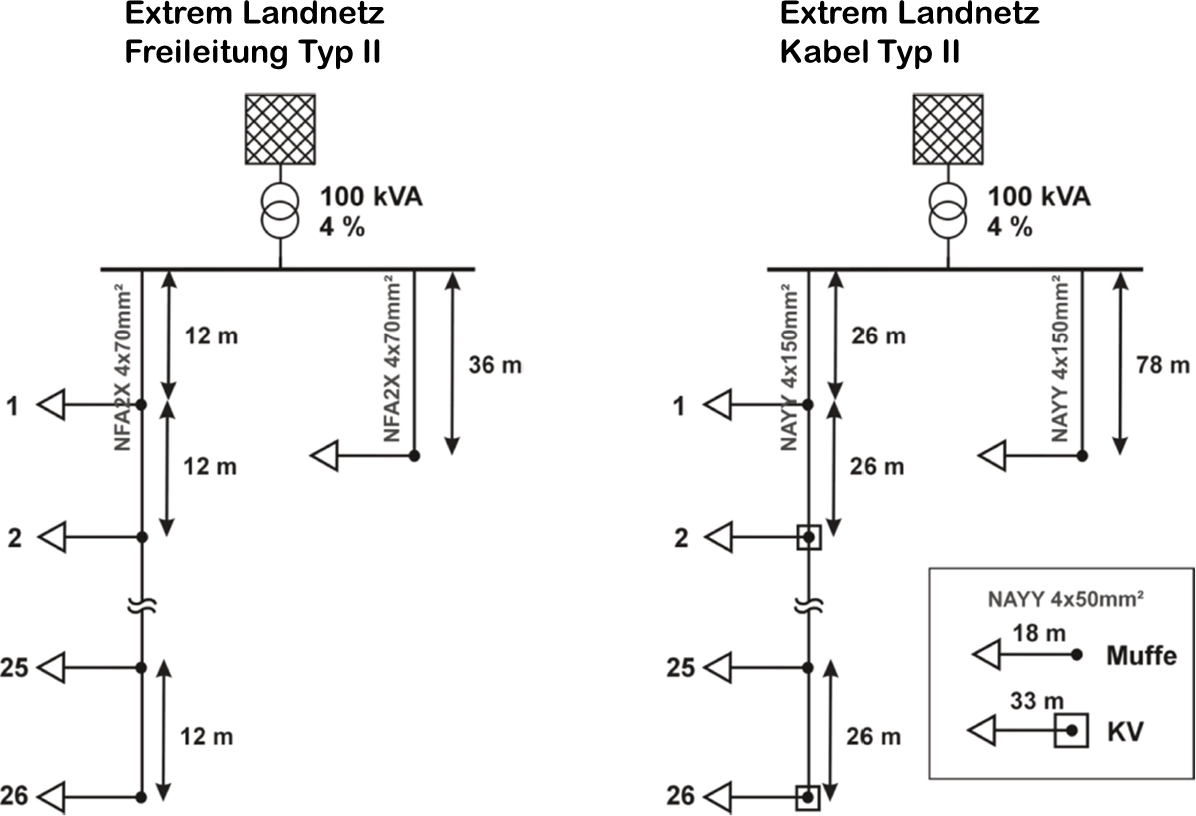 Extrem Landnetz
Freileitung Typ II
100 kVA
4 %
NFA2X 4x70mm²
12 m
NFA2X 4x70mm²
36 m
1
12 m
2
25
12 m
26
Extrem Landnetz
Kabel Typ II
100 kVA
4 %
NAYY 4x150mm²
26 m
NAYY 4x150mm²
78 m
1
26 m
2
25
26 m
26
NAYY 4x50mm²
18 m
Muffe
33 m
KV